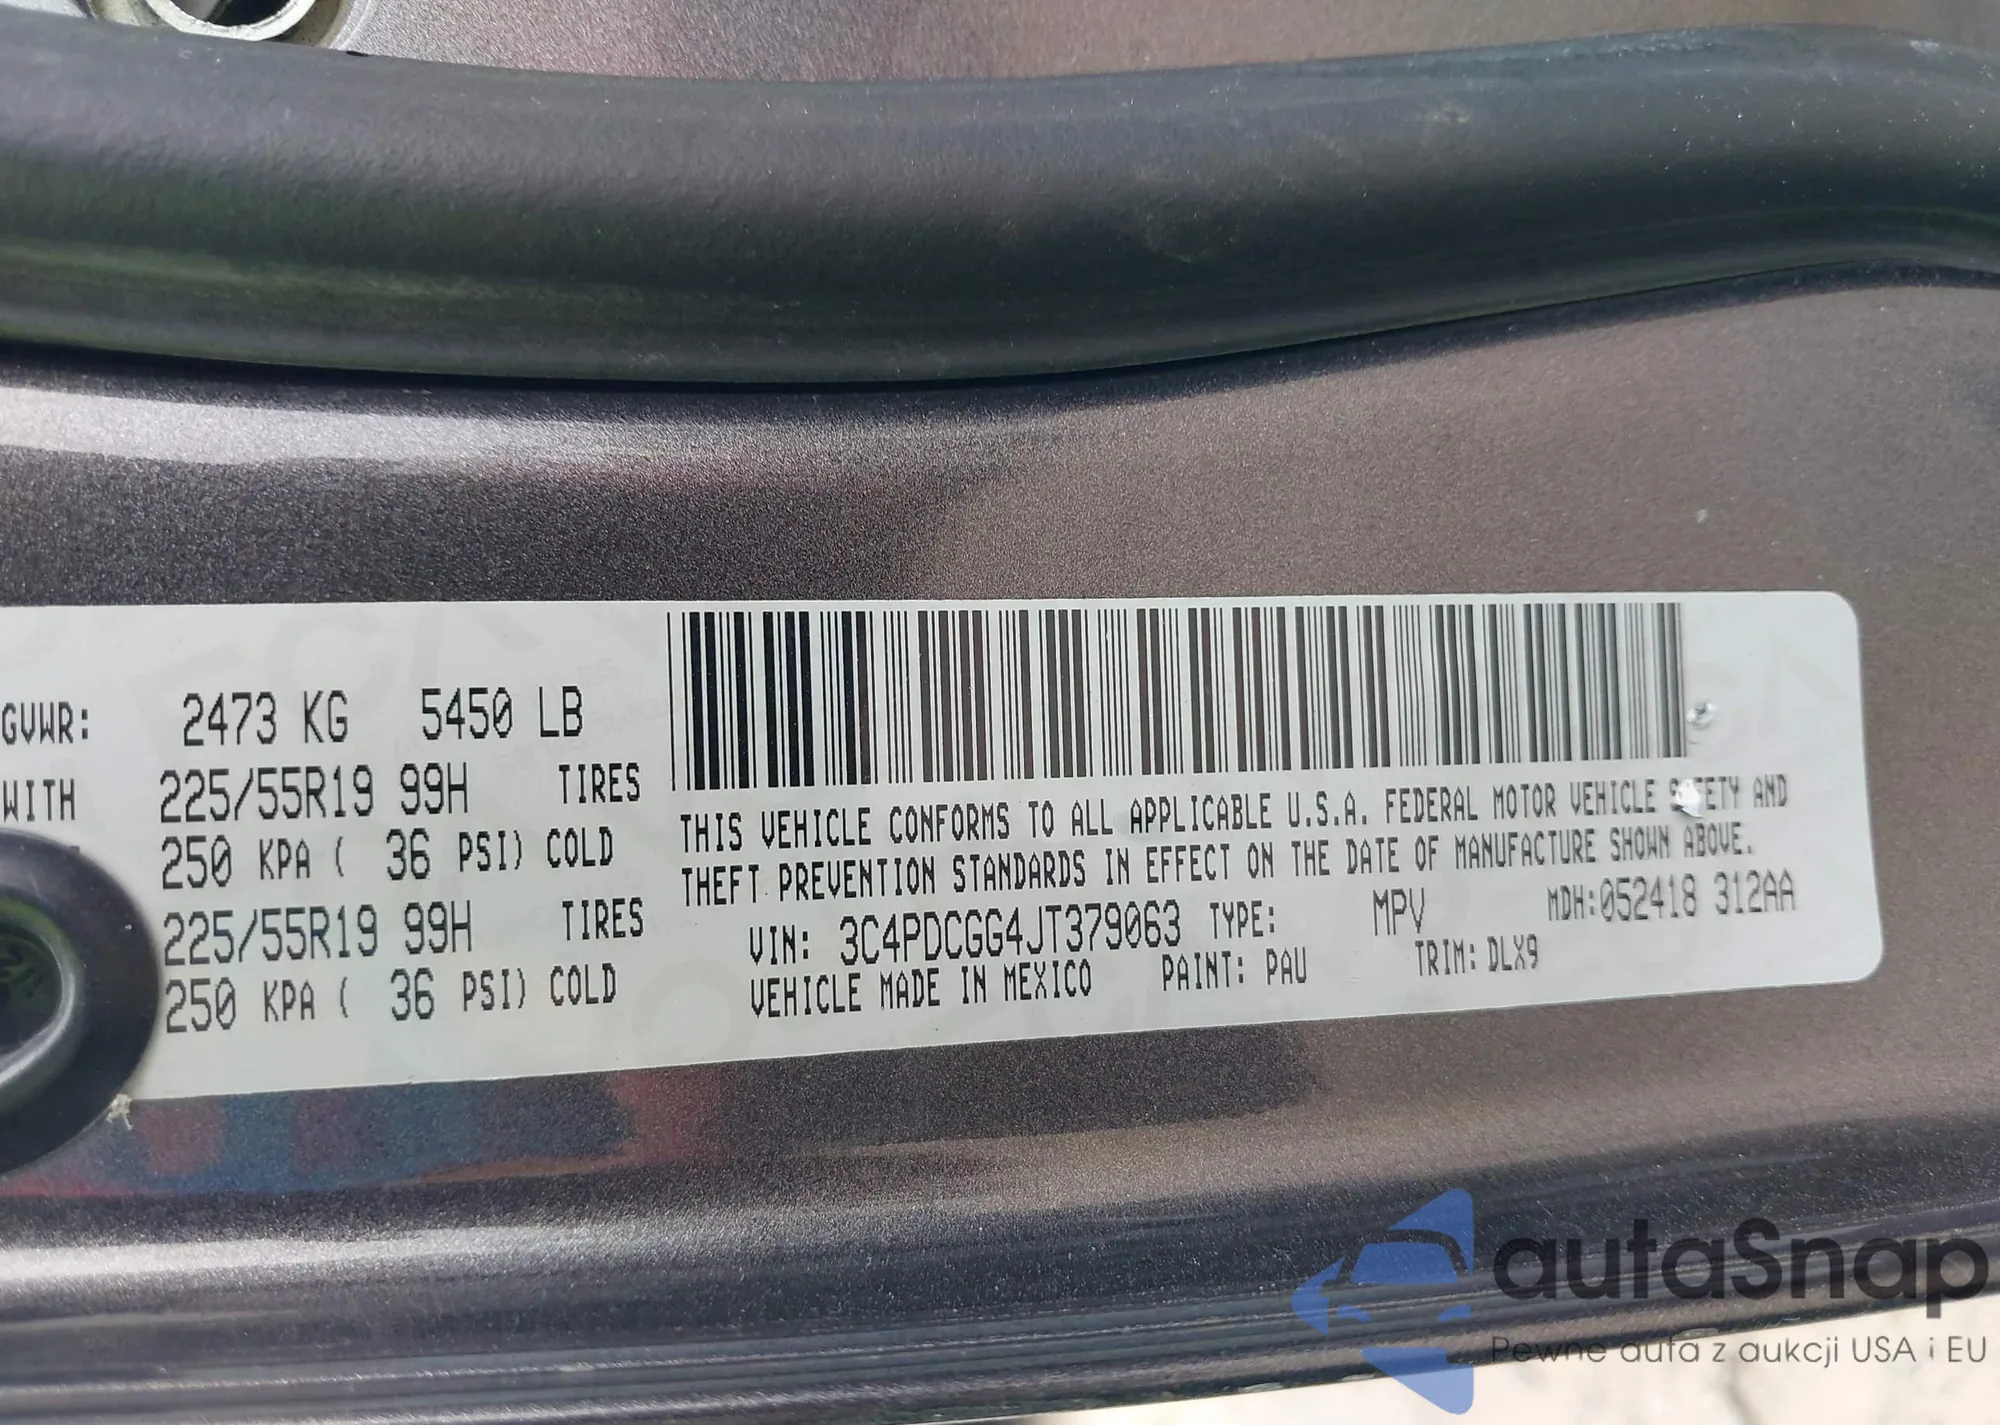 GVWR: 2473 KG 5450 LB
WITH 225/55R19 99H TIRES
250 KPA ( 36 PSI) COLD
225/55R19 99H TIRES
250 KPA ( 36 PSI) COLD
THIS VEHICLE CONFORMS TO ALL APPLICABLE U.S.A. FEDERAL MOTOR VEHICLE SAFETY AND
THEFT PREVENTION STANDARDS IN EFFECT ON THE DATE OF MANUFACTURE SHOWN ABOVE.
VIN: 3C4PDCGG4JT379063 TYPE: MPV MDH:052418 312AA
VEHICLE MADE IN MEXICO PAINT: PAU TRIM: DLX9
autaSnap
Pewne auta z aukcji USA i EU